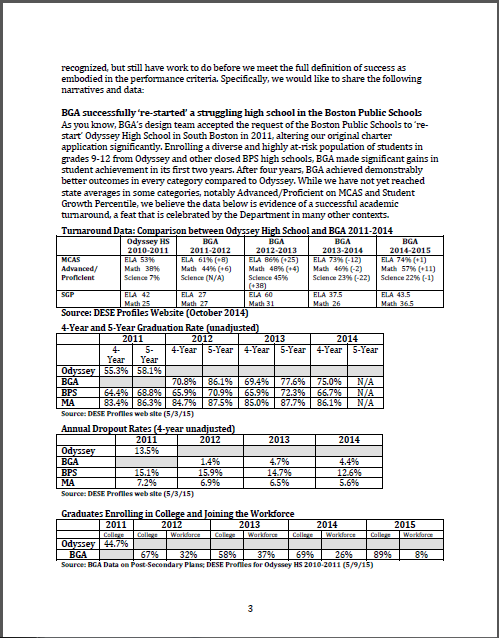 recognized, but still have work to do before we meet the full definition of success as
embodied in the performance criteria. Specifically, we would like to share the following
narratives and data:
BGA successfully ‘re-started’ a struggling high school in the Boston Public Schools
As you know, BGA’s design team accepted the request of the Boston Public Schools to ‘re-
start’ Odyssey High School in South Boston in 2011, altering our original charter
application significantly. Enrolling a diverse and highly at-risk population of students in
grades 9-12 from Odyssey and other closed BPS high schools, BGA made significant gains in
student achievement in its first two years. After four years, BGA achieved demonstrably
better outcomes in every category compared to Odyssey. While we have not yet reached
state averages in some categories, notably Advanced/Proficient on MCAS and Student
Growth Percentile, we believe the data below is evidence of a successful academic
turnaround, a feat that is celebrated by the Department in many other contexts.
Turnaround Data: Comparison between Odyssey High School and BGA 2011-2014
Odyssey HS BGA BGA BGA BGA
2010-2011 2011-2012 2012-2013 2013-2014 2014-2015
MCAS ELA 53% ELA 61% (+8) ELA 86% (+25) ELA 73% (-12) ELA 74% (+1)
Advanced/ Math 38% Math 44% (+6) Math 48% (+4) Math 46% (-2) Math 57% (+11)
Proficient Science 7% Science (N/A) Science 45% Science 23% (-22) Science 22% (-1)
(+38)
SGP ELA 42 ELA 27 ELA 60 ELA 37.5 ELA 43.5
Math 25 Math 27 Math 31 Math 26 Math 36.5
Source: DESE Profiles Website (October 2014)
4-Year and 5-Year Graduation Rate (unadjusted)
2011 2012 2013 2014
4- 5- 4-Year 5-Year 4-Year 5-Year 4-Year 5-Year
Year Year
Odyssey 55.3% 58.1%
BGA 70.8% 86.1% 69.4% 77.6% 75.0% N/A
BPS 64.4% 68.8% 65.9% 70.9% 65.9% 72.3% 66.7% N/A
MA 83.4% 86.3% 84.7% 87.5% 85.0% 87.7% 86.1% N/A
Source: DESE Profiles web site (5/3/15)
Annual Dropout Rates (4-year unadjusted)
2011 2012 2013 2014
Odyssey 13.5%
BGA 1.4% 4.7% 4.4%
BPS 15.1% 15.9% 14.7% 12.6%
MA 7.2% 6.9% 6.5% 5.6%
Source: DESE Profiles web site (5/3/15)
Graduates Enrolling in College and Joining the Workforce
2011 2012 2013 2014 2015
College College Workforce College Workforce College Workforce College Workforce
Odyssey 44.7%
BGA 67% 32% 58% 37% 69% 26% 89% 8%
Source: BGA Data on Post-Secondary Plans; DESE Profiles for Odyssey HS 2010-2011 (5/9/15)
3